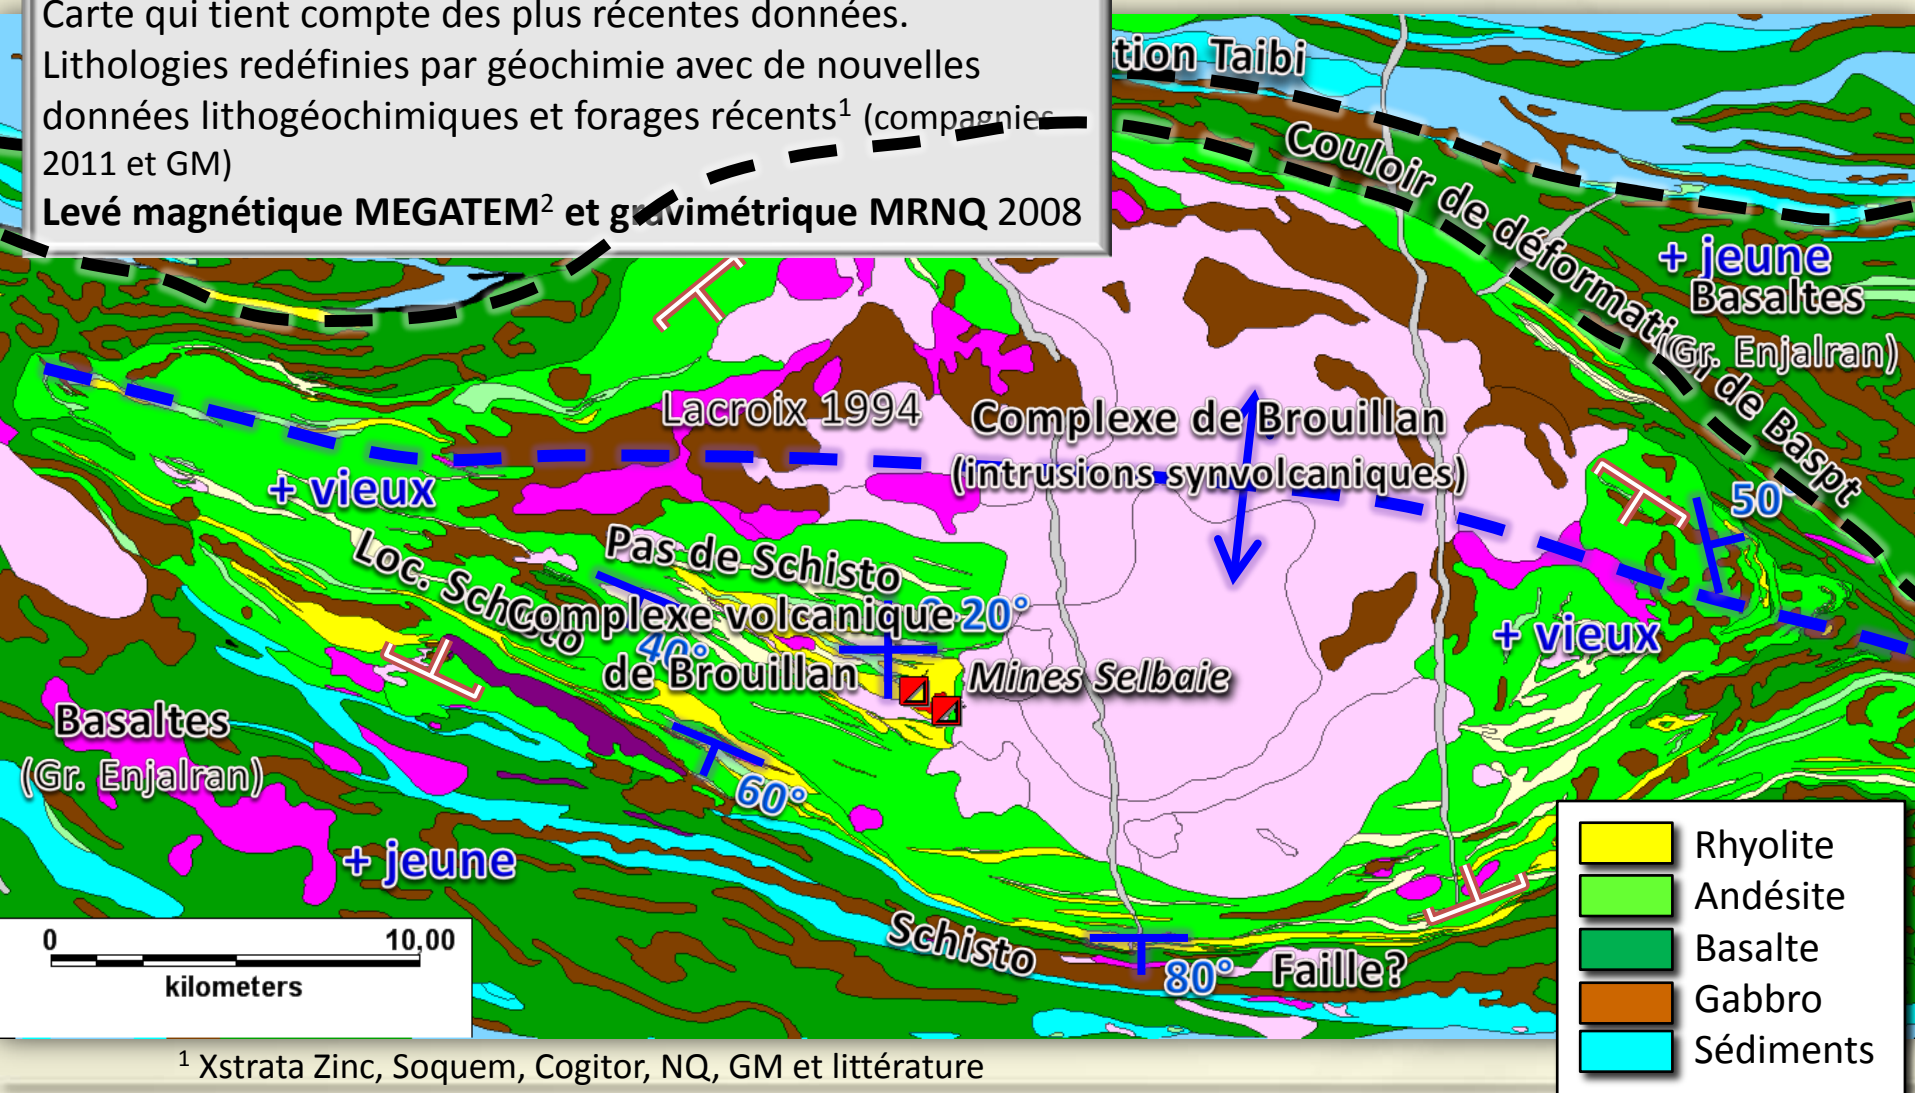 Carte qui tient compte des plus récentes données.
Lithologies redéfinies par géochimie avec de nouvelles
données lithogéochimiques et forages récents¹ (compagnies
2011 et GM)
Levé magnétique MEGATEM² et gravimétrique MRNQ 2008
tion Taibi
Couloir de déformation de Baspt
+ jeune
Basaltes
(Gr. Enjalran)
Lacroix 1994
Complexe de Brouillan
(intrusions synvolcaniques)
+ vieux
50°
Pas de Schisto
Loc. Schisto
Complexe volcanique
de Brouillan
20°
40°
+ vieux
Mines Selbaie
Basaltes
(Gr. Enjalran)
60°
+ jeune
Schisto
80°
Faille?
0 10,00
kilometers
Rhyolite
Andésite
Basalte
Gabbro
Sédiments
¹ Xstrata Zinc, Soquem, Cogitor, NQ, GM et littérature